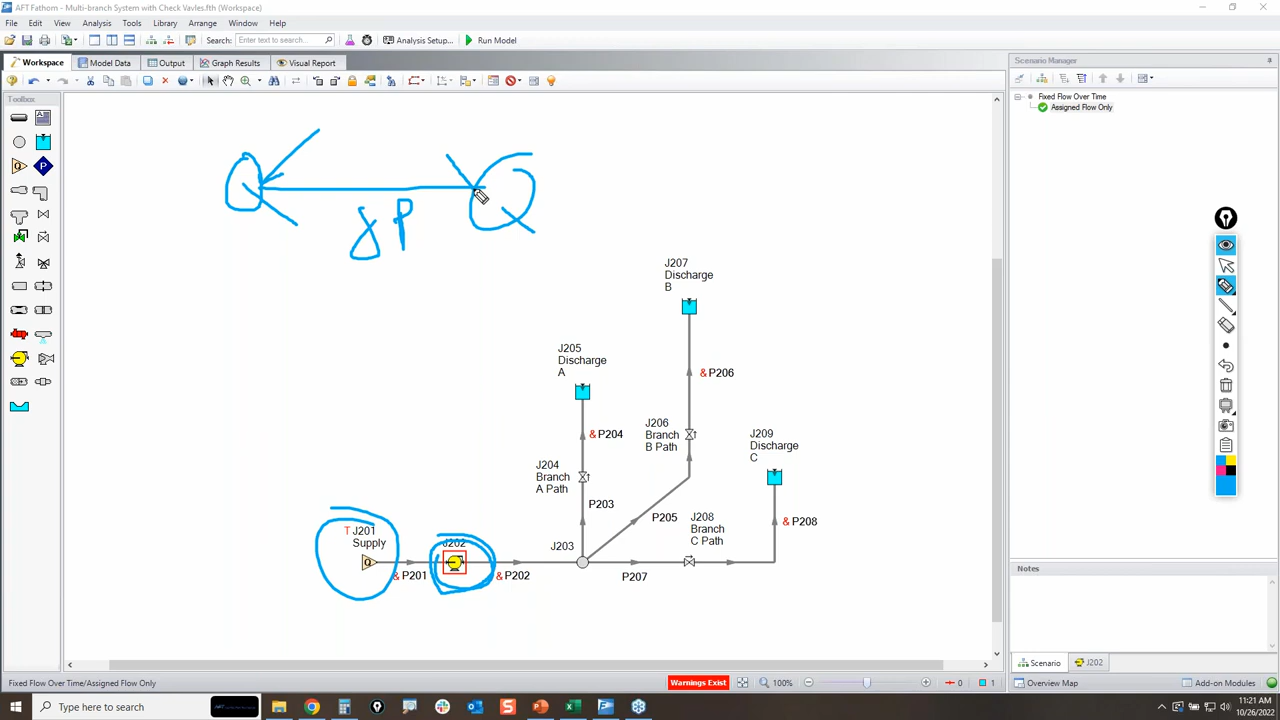 AFT Fathom - Multi-branch System with Check Vavles.fth (Workspace)
File Edit View Analysis Tools Library Arrange Window Help
Search: Enter text to search... Analysis Setup... Run Model
Workspace Model Data Output Graph Results Visual Report
Scenario Manager
Toolbox
Fixed Flow Over Time
Assigned Flow Only
P
J207
Discharge
B
J205
Discharge
A
& P206
J206
Branch
B Path
& P204
J209
Discharge
C
J204
Branch
A Path
P203
P205
J208
Branch
C Path
& P208
T J201
Supply
J202
J203
Q
& P201
& P202
P207
Notes
Scenario J202
Fixed Flow Over Time/Assigned Flow Only
Warnings Exist
100%
0
1
Overview Map
Add-on Modules
Type here to search
11:21 AM
10/26/2022